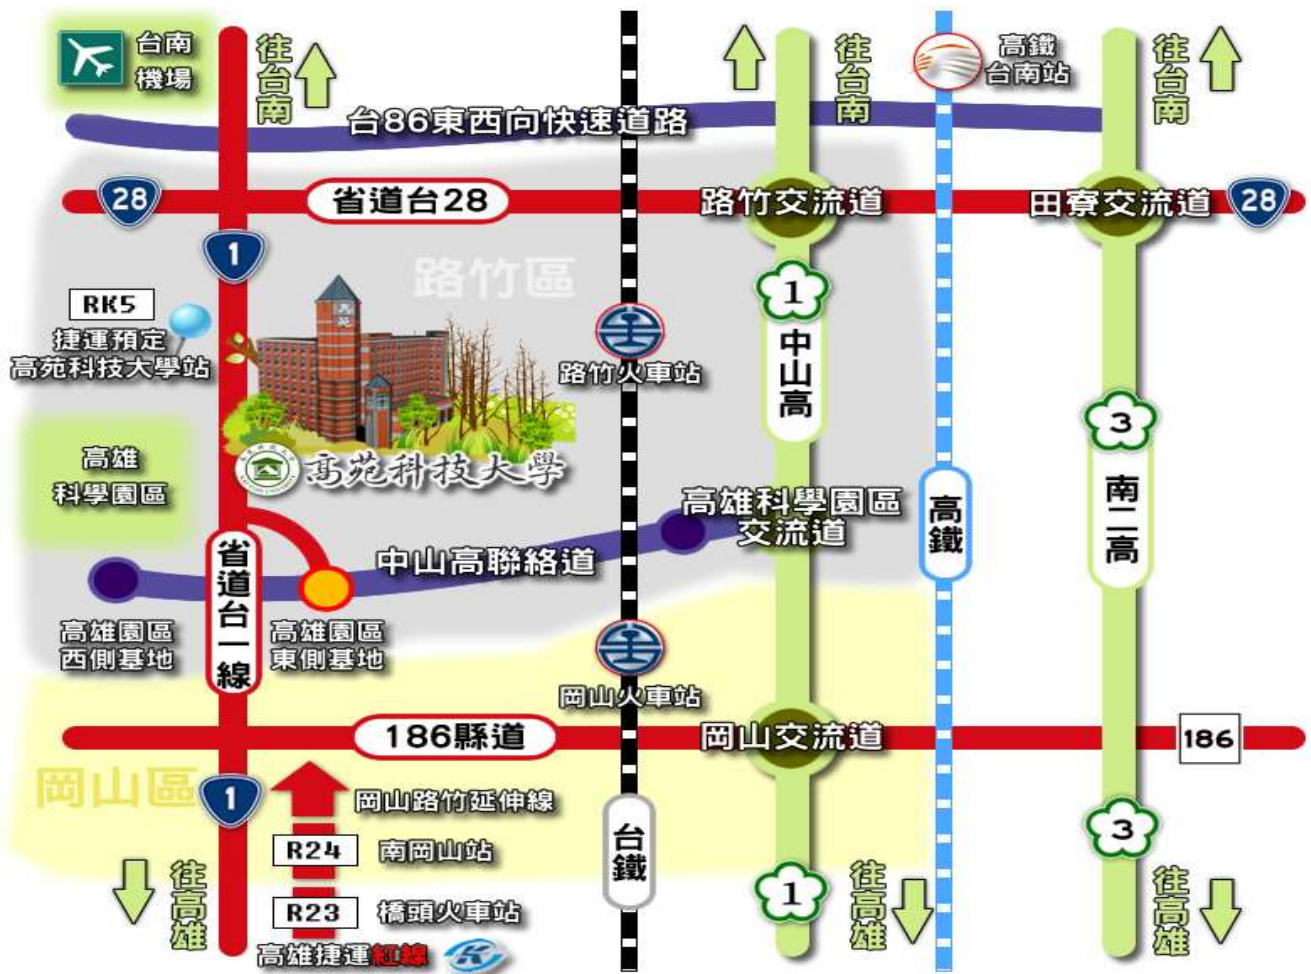 台南
機場
往台南
往台南
高鐵
台南站
往台南
台86東西向快速道路
28
省道台28
路竹交流道
田寮交流道
28
1
路竹區
RK5
捷運預定
高苑科技大學站
高苑
1
中山高
路竹火車站
3
高雄
科學園區
高苑科技大學
高雄科學園區
交流道
高鐵
南二高
中山高聯絡道
省道台一線
高雄園區
西側基地
高雄園區
東側基地
岡山火車站
186縣道
岡山交流道
186
岡山區
1
岡山路竹延伸線
R24
南岡山站
台鐵
3
往高雄
1
往高雄
往高雄
R23
橋頭火車站
高雄捷運紅線
K